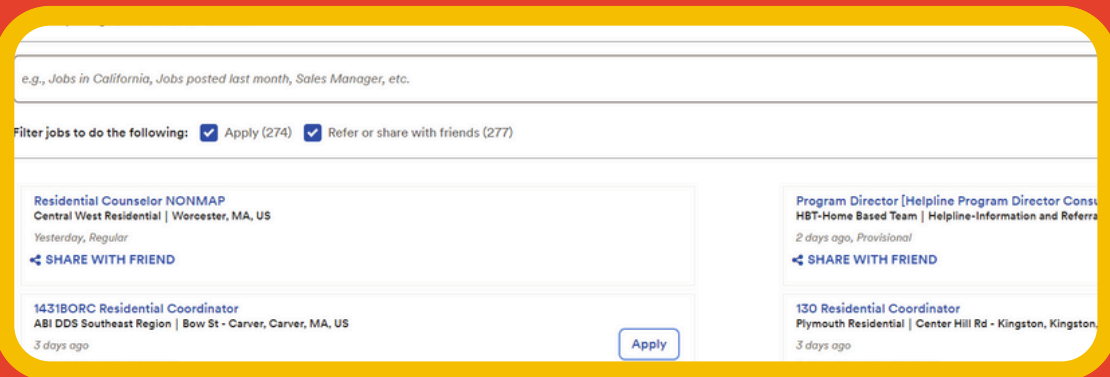 e.g., Jobs in California, Jobs posted last month, Sales Manager, etc.
Filter jobs to do the following: Apply (274) Refer or share with friends (277)
Residential Counselor NONMAP
Central West Residential | Worcester, MA, US
Yesterday, Regular
SHARE WITH FRIEND
1431BORC Residential Coordinator
ABI DDS Southeast Region | Bow St - Carver, Carver, MA, US
3 days ago
Apply
Program Director [Helpline Program Director
HBT-Home Based Team | Helpline-Information and
2 days ago, Provisional
SHARE WITH FRIEND
130 Residential Coordinator
Plymouth Residential | Center Hill Rd - Kingston, Kingston,
3 days ago